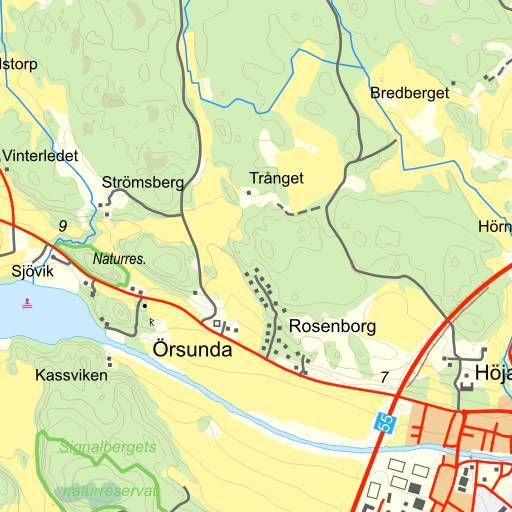 lstorp
Bredberget
Vinterledet
Strömsberg
Trånget
9
Hörn
Naturres.
Sjövik
R
Rosenborg
Örsunda
Kassviken
7
Höja
55
Signalbergets
naturreservat